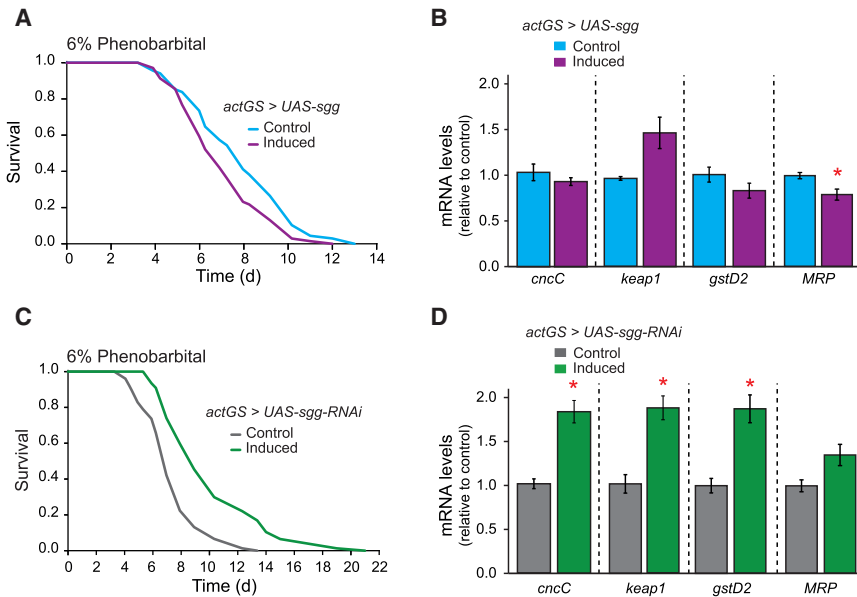 A
6% Phenobarbital
actGS > UAS-sgg
Control
Induced
Survival
1.0
0.8
0.6
0.4
0.2
0.0
0 2 4 6 8 10 12 14
Time (d)
B
actGS > UAS-sgg
Control
Induced
mRNA levels
(relative to control)
2.0
1.5
1.0
0.5
0.0
*
cncC keap1 gstD2 MRP
C
6% Phenobarbital
actGS > UAS-sgg-RNAi
Control
Induced
Survival
1.0
0.8
0.6
0.4
0.2
0.0
0 2 4 6 8 10 12 14 16 18 20 22
Time (d)
D
actGS > UAS-sgg-RNAi
Control
Induced
mRNA levels
(relative to control)
2.0
1.5
1.0
0.5
0.0
* * *
cncC keap1 gstD2 MRP